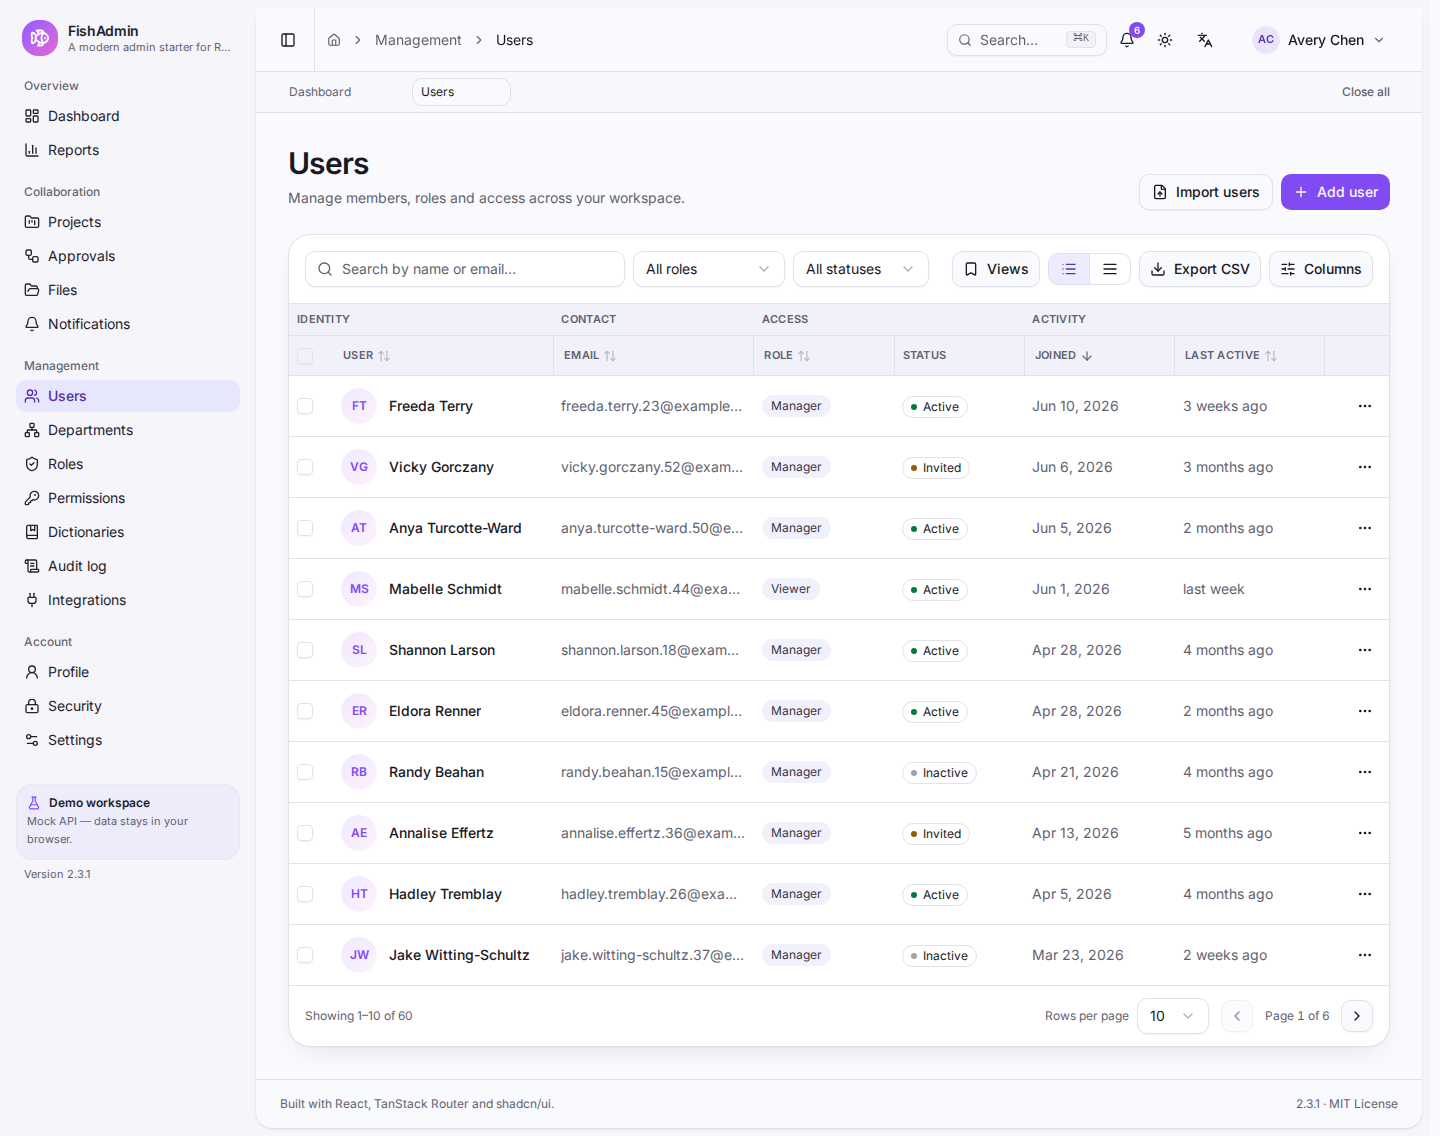 FishAdmin
A modern admin starter for R...
Overview
Dashboard
Reports
Collaboration
Projects
Approvals
Files
Notifications
Management
Users
Departments
Roles
Permissions
Dictionaries
Audit log
Integrations
Account
Profile
Security
Settings
Demo workspace
Mock API — data stays in your
browser.
Version 2.3.1
Management Users
Search... ⌘K
6
AC Avery Chen
Dashboard Users Close all
Users
Manage members, roles and access across your workspace.
Import users Add user
Search by name or email... All roles All statuses Views Export CSV Columns
IDENTITY CONTACT ACCESS ACTIVITY
USER EMAIL ROLE STATUS JOINED LAST ACTIVE
FT Freeda Terry freeda.terry.23@example... Manager Active Jun 10, 2026 3 weeks ago
VG Vicky Gorczany vicky.gorczany.52@exam... Manager Invited Jun 6, 2026 3 months ago
AT Anya Turcotte-Ward anya.turcotte-ward.50@e... Manager Active Jun 5, 2026 2 months ago
MS Mabelle Schmidt mabelle.schmidt.44@exa... Viewer Active Jun 1, 2026 last week
SL Shannon Larson shannon.larson.18@exam... Manager Active Apr 28, 2026 4 months ago
ER Eldora Renner eldora.renner.45@exampl... Manager Active Apr 28, 2026 2 months ago
RB Randy Beahan randy.beahan.15@exampl... Manager Inactive Apr 21, 2026 4 months ago
AE Annalise Effertz annalise.effertz.36@exam... Manager Invited Apr 13, 2026 5 months ago
HT Hadley Tremblay hadley.tremblay.26@exa... Manager Active Apr 5, 2026 4 months ago
JW Jake Witting-Schultz jake.witting-schultz.37@e... Manager Inactive Mar 23, 2026 2 weeks ago
Showing 1–10 of 60 Rows per page 10 Page 1 of 6
Built with React, TanStack Router and shadcn/ui. 2.3.1 · MIT License